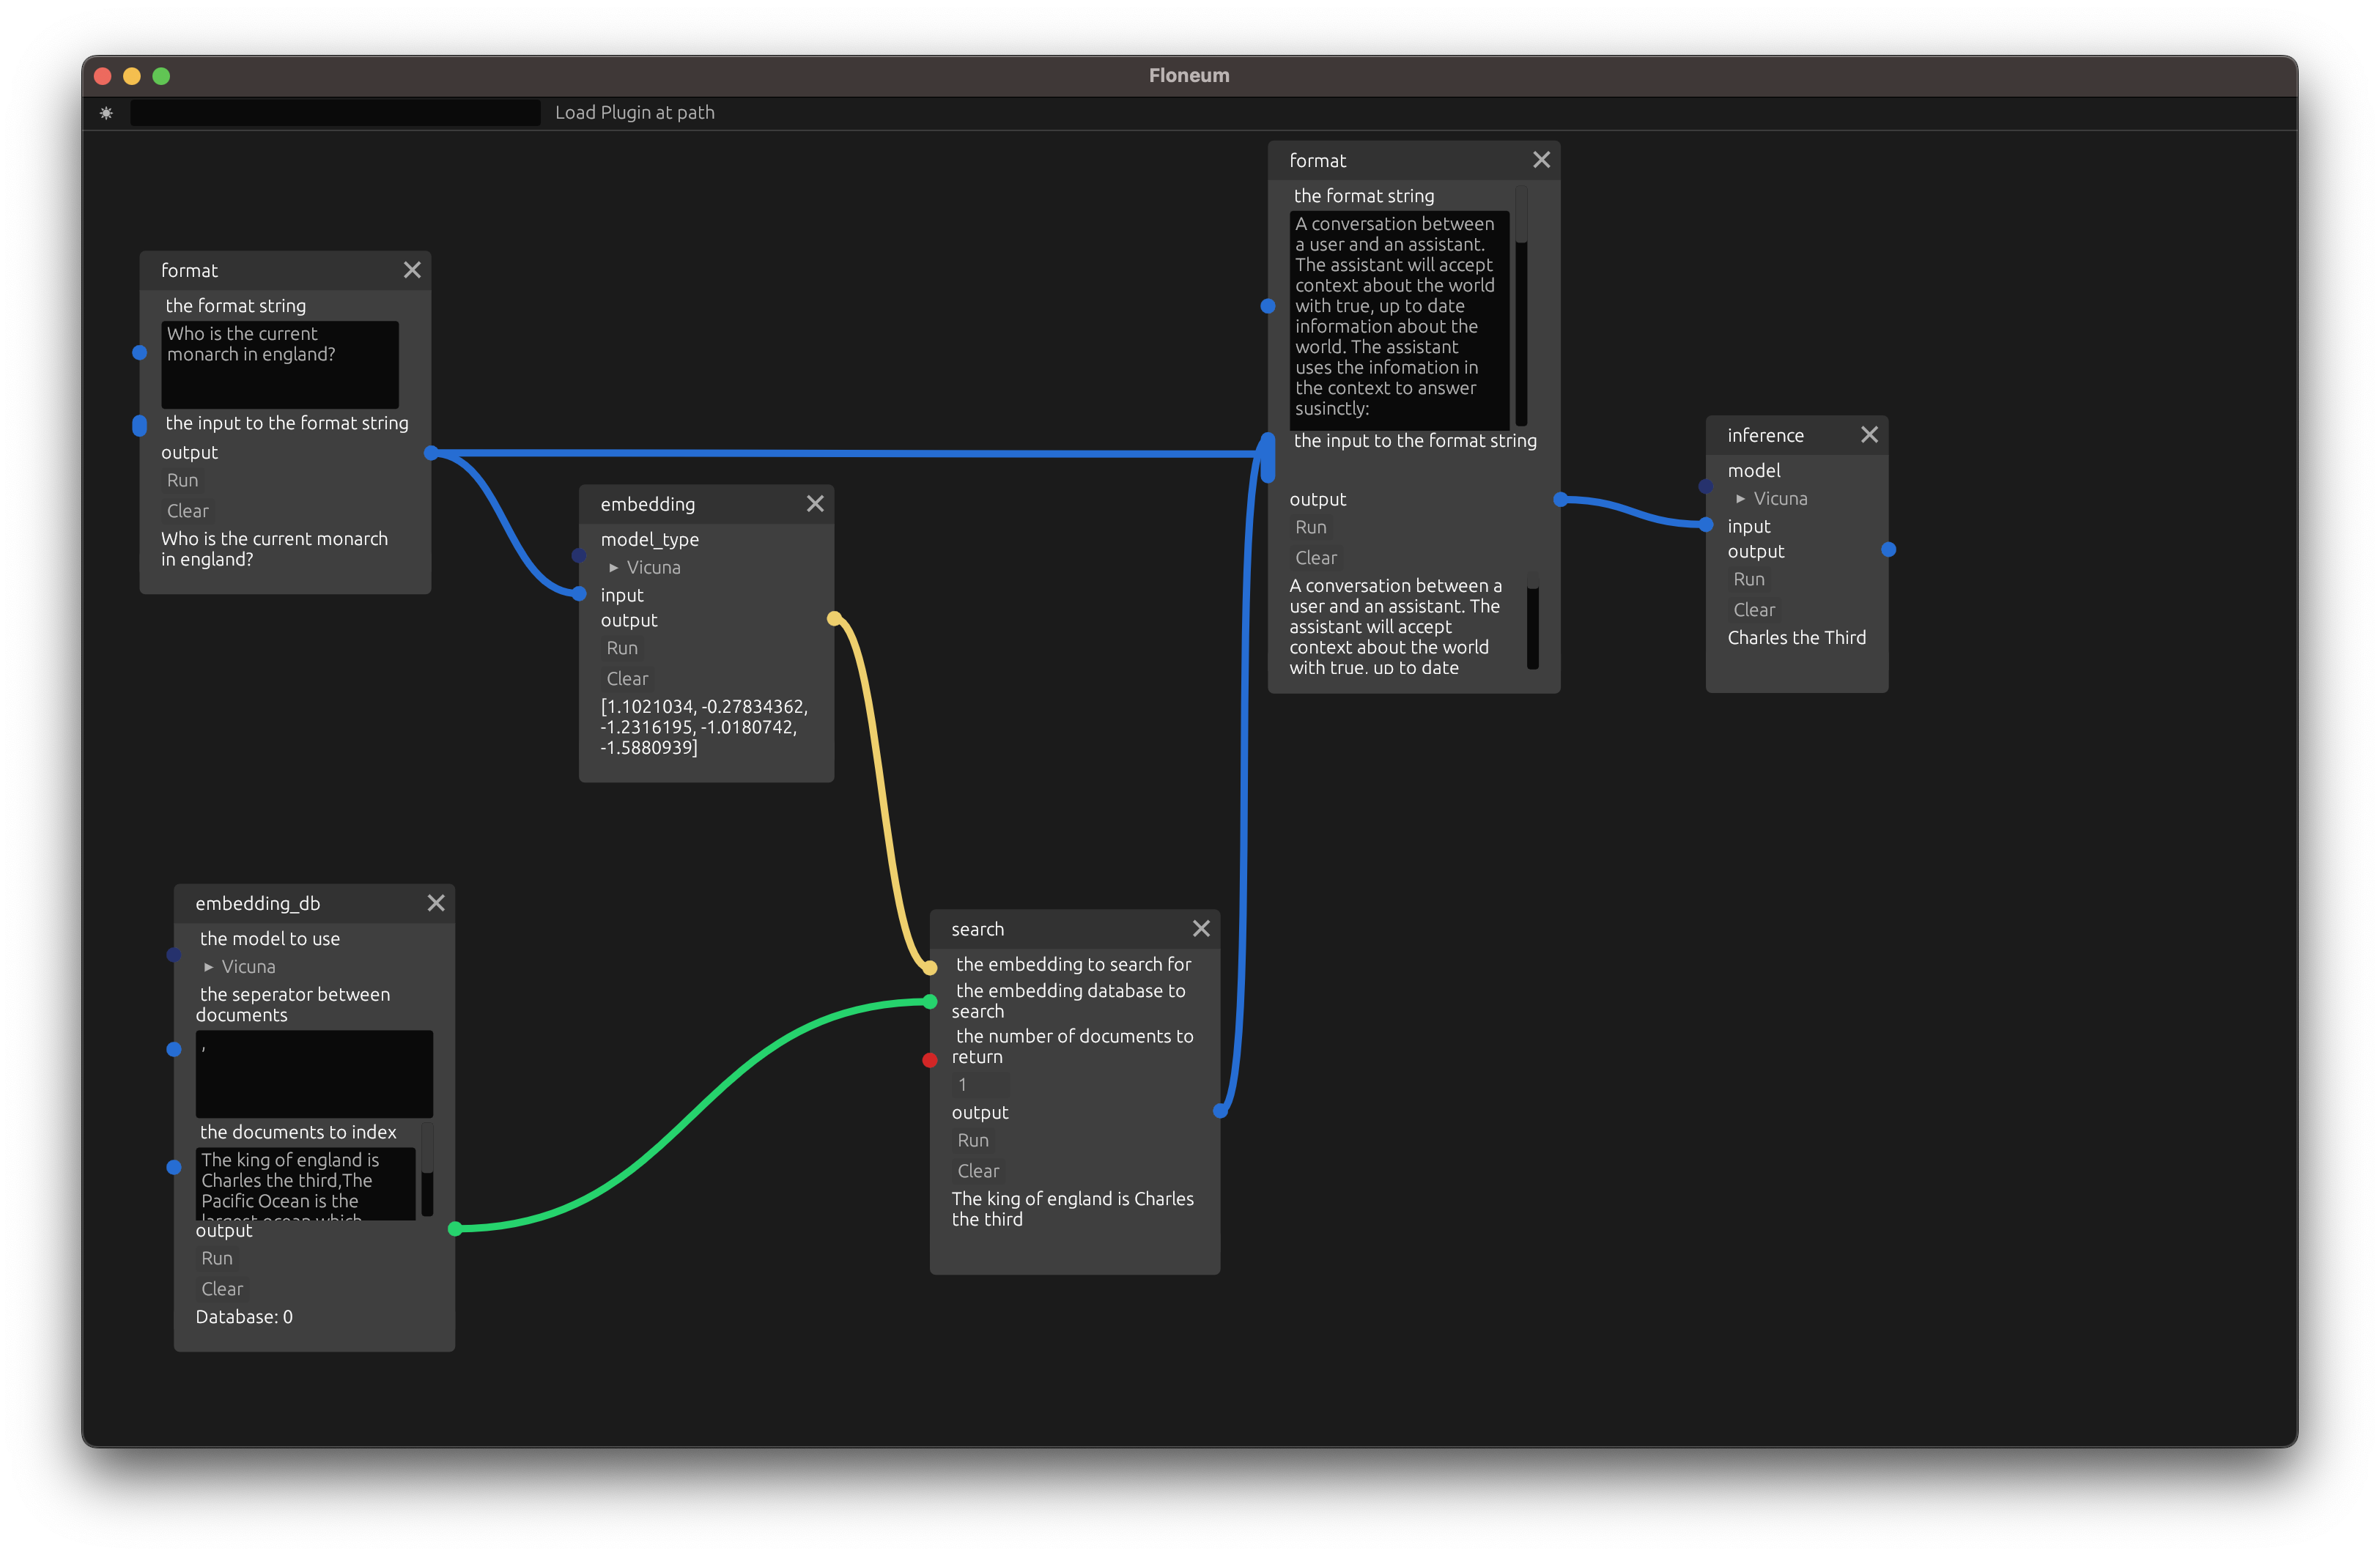 Floneum
Load Plugin at path
format
the format string
Who is the current
monarch in england?
the input to the format string
output
Run
Clear
Who is the current monarch
in england?
embedding
model_type
Vicuna
input
output
Run
Clear
[1.1021034, -0.27834362,
-1.2316195, -1.0180742,
-1.5880939]
embedding_db
the model to use
Vicuna
the seperator between
documents
,
the documents to index
The king of england is
Charles the third,The
Pacific Ocean is the
largest ocean which
output
Run
Clear
Database: 0
search
the embedding to search for
the embedding database to
search
the number of documents to
return
1
output
Run
Clear
The king of england is Charles
the third
format
the format string
A conversation between
a user and an assistant.
The assistant will accept
context about the world
with true, up to date
information about the
world. The assistant
uses the infomation in
the context to answer
susinctly:
the input to the format string
output
Run
Clear
A conversation between a
user and an assistant. The
assistant will accept
context about the world
with true, up to date
inference
model
Vicuna
input
output
Run
Clear
Charles the Third